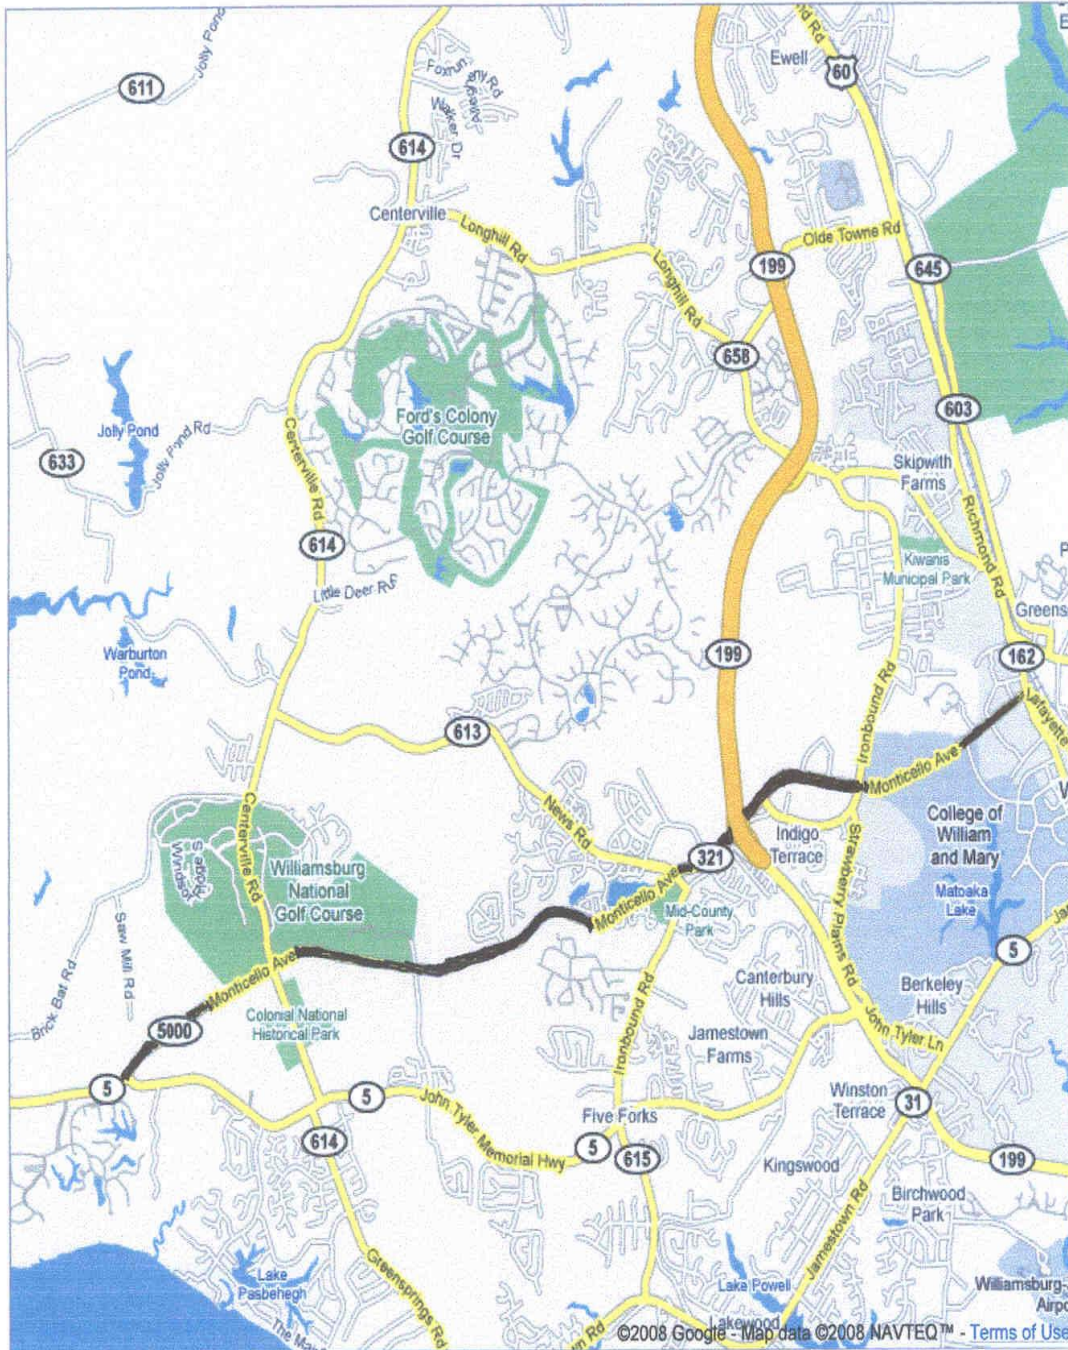 Jolly Pond
611
Foxrun
Walker Dr
614
Ewell
60
Centerville
Longhill Rd
Longhill Rd
Olde Towne Rd
199
645
658
603
Ford's Colony
Golf Course
Jolly Pond
Jolly Pond Rd
633
Centerville Rd
614
Skipwith
Farms
Richmond Rd
Kiwanis
Municipal Park
Little Deer Rd
Greens
Warburton
Pond
199
162
Ironbound Rd
Lafayette
613
Monticello Ave
News Rd
Centerville Rd
Indigo
Terrace
College of
William
and Mary
Matoaka
Lake
321
Strawberry Plains Rd
Windsor
Ridge S
Williamsburg
National
Golf Course
Monticello Ave
Mid-County
Park
5
Saw Mill Rd
Brick Bat Rd
Monticello Ave
Colonial National
Historical Park
5000
Ironbound Rd
Canterbury
Hills
Berkeley
Hills
Jamestown
Farms
John Tyler Ln
5
5
John Tyler Memorial Hwy
Five Forks
Winston
Terrace
31
614
5
615
Kingswood
199
Jamestown Rd
Birchwood
Park
Greensprings Rd
Lake
Pasbehegh
Lake Powell
Williamsburg-
Airpo
Lakewood
wn Rd
The Ma
©2008 Google - Map data ©2008 NAVTEQ™ - Terms of Use